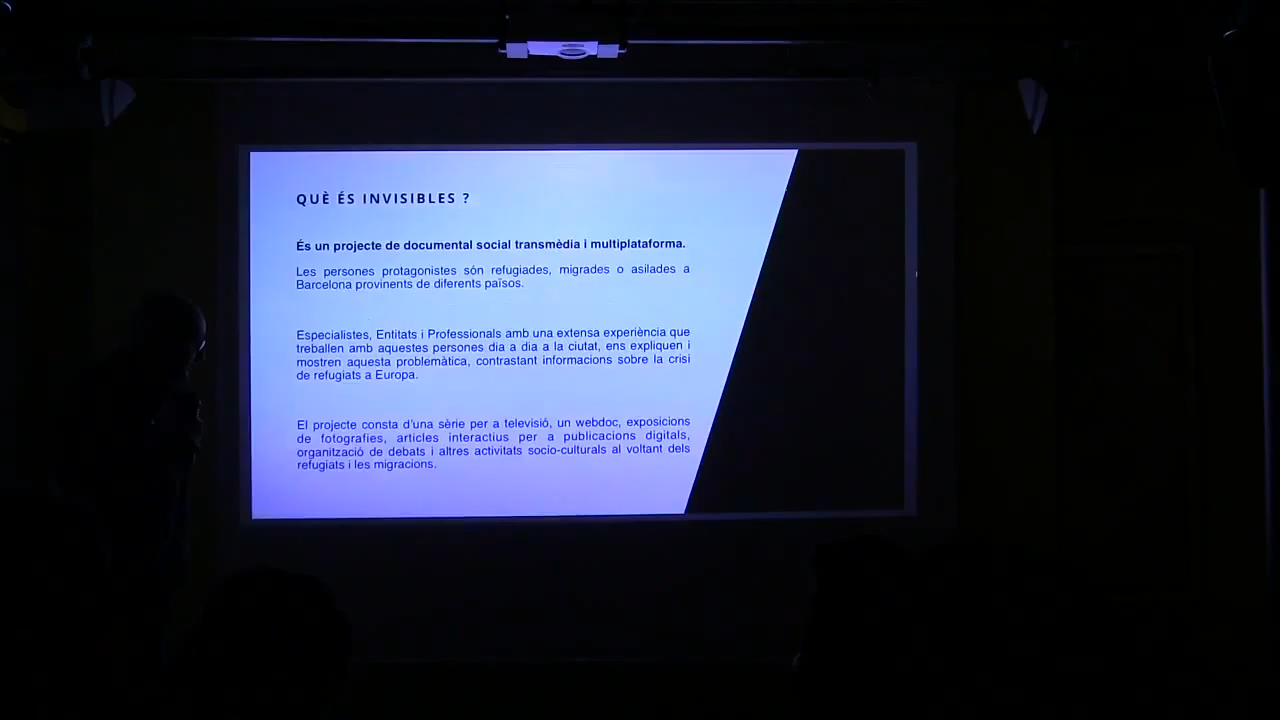 QUÈ ÉS INVISIBLES ?
És un projecte de documental social transmèdia i multiplataforma.
Les persones protagonistes són refugiades, migrades o asilades a
Barcelona provinents de diferents països.
Especialistes, Entitats i Professionals amb una extensa experiència que
treballen amb aquestes persones dia a dia a la ciutat, ens expliquen i
mostren aquesta problemàtica, contrastant informacions sobre la crisi
de refugiats a Europa.
El projecte consta d'una sèrie per a televisió, un webdoc, exposicions
de fotografies, articles interactius per a publicacions digitals,
organització de debats i altres activitats socio-culturals al voltant dels
refugiats i les migracions.